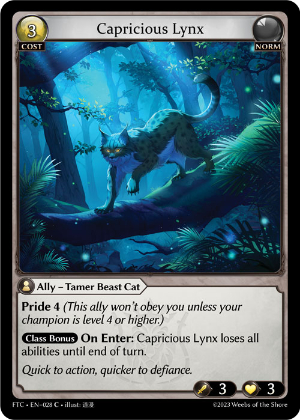 3
COST
Capricious Lynx
NORM
Ally – Tamer Beast Cat
Pride 4 (This ally won't obey you unless your
champion is level 4 or higher.)
Class Bonus On Enter: Capricious Lynx loses all
abilities until end of turn.
Quick to action, quicker to defiance.
3 3
FTC • EN-028 C • illust:
©2023 Weebs of the Shore